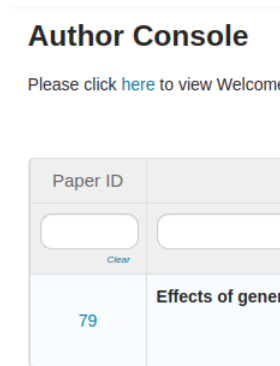 Author Console
Please click here to view Welcome
Paper ID
Clear
Effects of gener
79